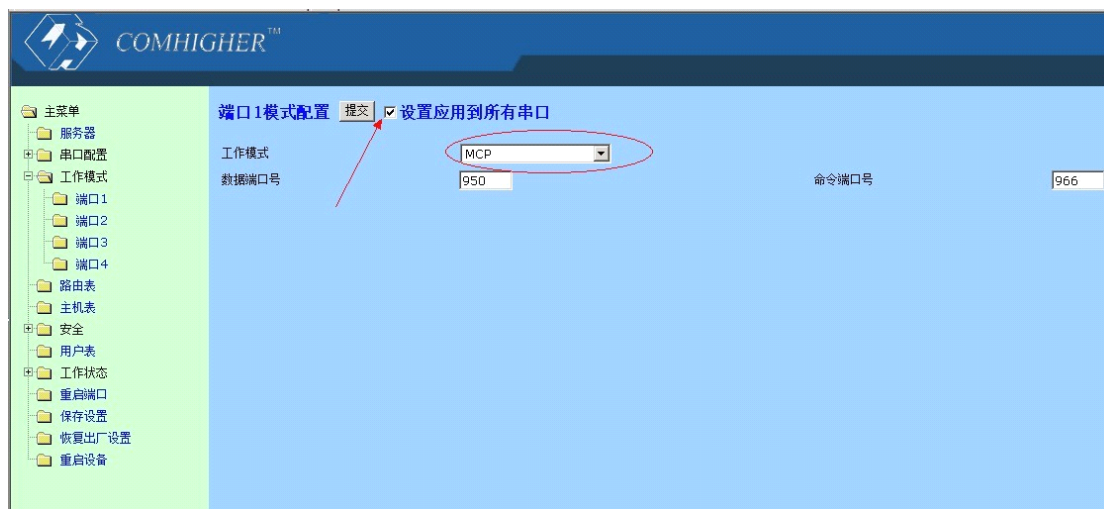 COMHIGHER™
主菜单
服务器
串口配置
工作模式
端口1
端口2
端口3
端口4
路由表
主机表
安全
用户表
工作状态
重启端口
保存设置
恢复出厂设置
重启设备
端口1模式配置 提交 设置应用到所有串口
工作模式 MCP
数据端口号 950 命令端口号 966